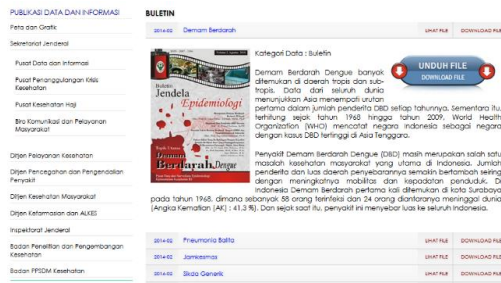 PUBLIKASI DATA DAN INFORMASI
Peta dan Grafik
Sekretariat Jenderal
Pusat Data dan Informasi
Pusat Penanggulangan Krisis
Kesehatan
Pusat Kesehatan Haji
Biro Komunikasi dan Pelayanan
Masyarakat
Ditjen Pelayanan Kesehatan
Ditjen Pencegahan dan Pengendalian
Penyakit
Ditjen Kesehatan Masyarakat
Ditjen Kefarmasian dan ALKES
Inspektorat Jenderal
Badan Penelitian dan Pengembangan
Kesehatan
Badan PPSDM Kesehatan
BULETIN
2014-02 Demam Berdarah LIHAT FILE DOWNLOAD FILE
Buletin
Jendela
Epidemiologi
Topik Utama
Demam
Berdarah Dengue
Kategori Data : Buletin
UNDUH FILE
DOWNLOAD FILE
Demam Berdarah Dengue banyak
ditemukan di daerah tropis dan sub-
tropis. Data dari seluruh dunia
menunjukkan Asia menempati urutan
pertama dalam jumlah penderita DBD setiap tahunnya. Sementara itu,
terhitung sejak tahun 1968 hingga tahun 2009, World Health
Organization (WHO) mencatat negara Indonesia sebagai negara
dengan kasus DBD tertinggi di Asia Tenggara.
Penyakit Demam Berdarah Dengue (DBD) masih merupakan salah satu
masalah kesehatan masyarakat yang utama di Indonesia. Jumlah
penderita dan luas daerah penyebarannya semakin bertambah seiring
dengan meningkatnya mobilitas dan kepadatan penduduk. Di
Indonesia Demam Berdarah pertama kali ditemukan di kota Surabaya
pada tahun 1968, dimana sebanyak 58 orang terinfeksi dan 24 orang diantaranya meninggal dunia
(Angka Kematian (AK) : 41,3 %). Dan sejak saat itu, penyakit ini menyebar luas ke seluruh Indonesia.
2014-02 Pneumonia Balita LIHAT FILE DOWNLOAD FILE
2014-02 Jamkesmas LIHAT FILE DOWNLOAD FILE
2014-02 Sikda Generik LIHAT FILE DOWNLOAD FILE